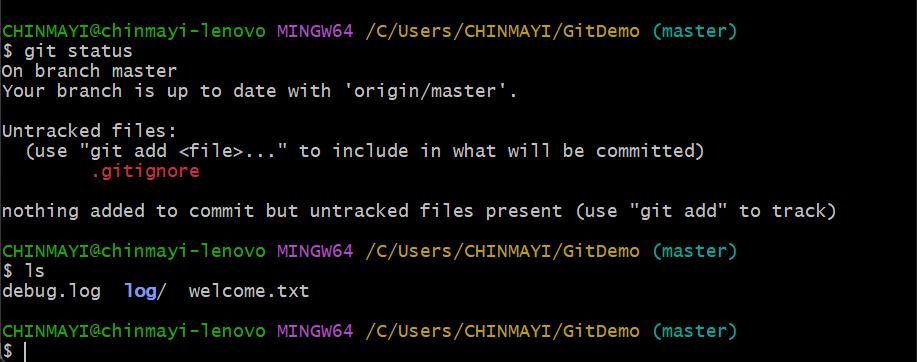 CHINMAYI@chinmayi-lenovo MINGW64 /C/Users/CHINMAYI/GitDemo (master)
$ git status
On branch master
Your branch is up to date with 'origin/master'.
Untracked files:
(use "git add <file>..." to include in what will be committed)
.gitignore
nothing added to commit but untracked files present (use "git add" to track)
CHINMAYI@chinmayi-lenovo MINGW64 /C/Users/CHINMAYI/GitDemo (master)
$ ls
debug.log log/ welcome.txt
CHINMAYI@chinmayi-lenovo MINGW64 /C/Users/CHINMAYI/GitDemo (master)
$